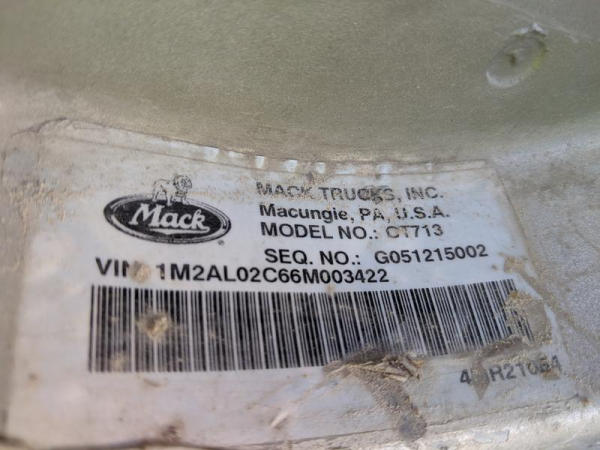 Mack
MACK TRUCKS, INC.
Macungie, PA, U.S.A.
MODEL NO.: CT713
SEQ. NO.: G051215002
VIN: 1M2AL02C66M003422